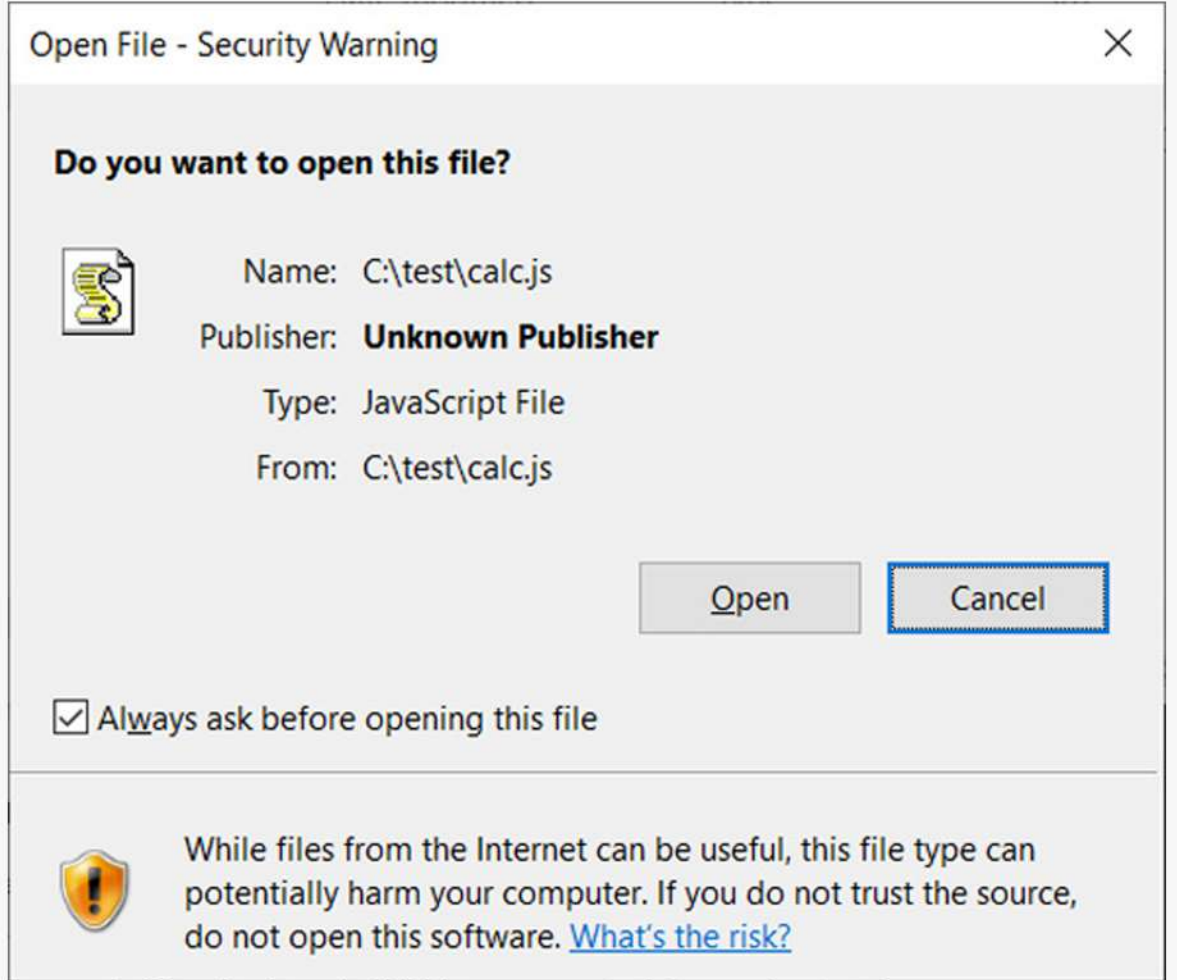 Open File - Security Warning
Do you want to open this file?
Name: C:\test\calc.js
Publisher: Unknown Publisher
Type: JavaScript File
From: C:\test\calc.js
Open Cancel
Always ask before opening this file
While files from the Internet can be useful, this file type can
potentially harm your computer. If you do not trust the source,
do not open this software. What's the risk?